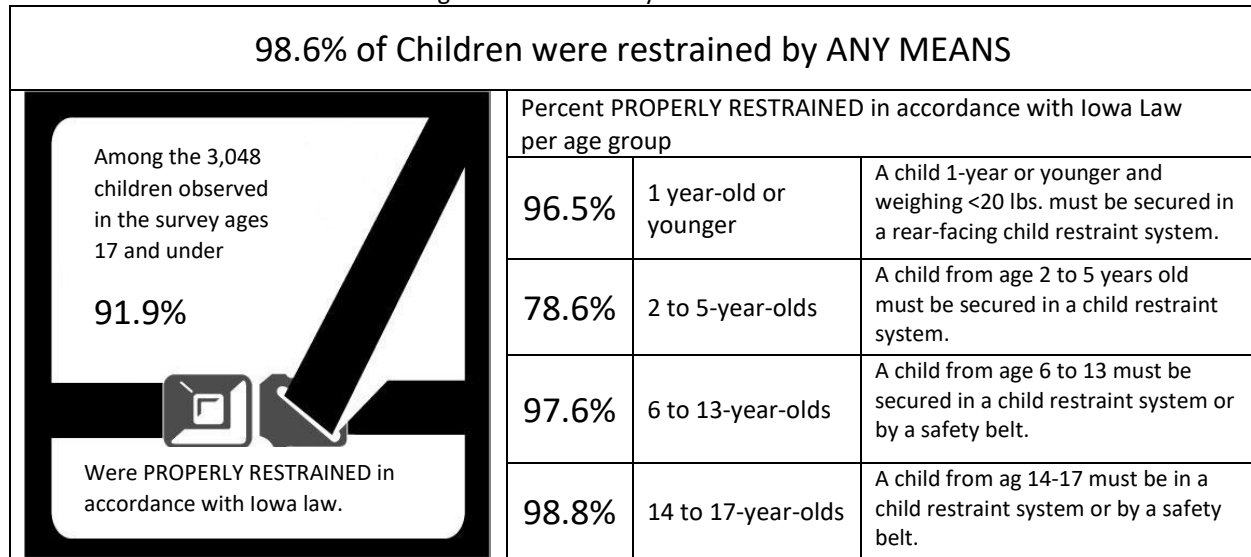 98.6% of Children were restrained by ANY MEANS
Among the 3,048
children observed
in the survey ages
17 and under
91.9%
Were PROPERLY RESTRAINED in
accordance with Iowa law.
Percent PROPERLY RESTRAINED in accordance with Iowa Law
per age group
96.5%
1 year-old or
younger
A child 1-year or younger and
weighing <20 lbs. must be secured in
a rear-facing child restraint system.
78.6%
2 to 5-year-olds
A child from age 2 to 5 years old
must be secured in a child restraint
system.
97.6%
6 to 13-year-olds
A child from age 6 to 13 must be
secured in a child restraint system or
by a safety belt.
98.8%
14 to 17-year-olds
A child from ag 14-17 must be in a
child restraint system or by a safety
belt.